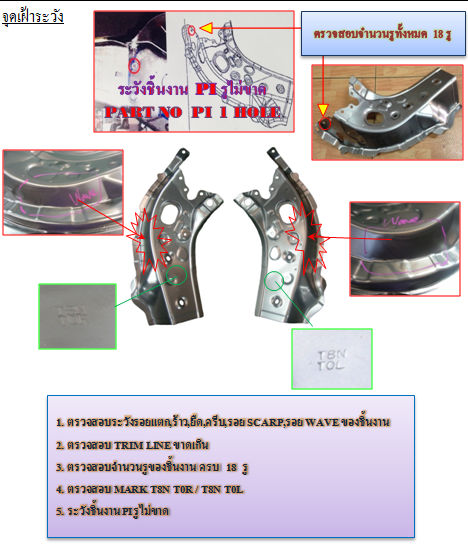 จุดเฝ้าระวัง
ตรวจสอบจำนวนรูทั้งหมด 18 รู
ระวังชิ้นงาน PI รูไม่ขาด
PART NO PI 1 HOLE
Wave
Wave
T8N
T0L
1. ตรวจสอบระวังรอยแตก,ร้าว,ยืด,ครีบ,รอย SCARP,รอย WAVE ของชิ้นงาน
2. ตรวจสอบ TRIM LINE ขาดเกิน
3. ตรวจสอบจำนวนรูของชิ้นงาน ครบ 18 รู
4. ตรวจสอบ MARK T8N T0R / T8N T0L
5. ระวังชิ้นงาน PI รูไม่ขาด